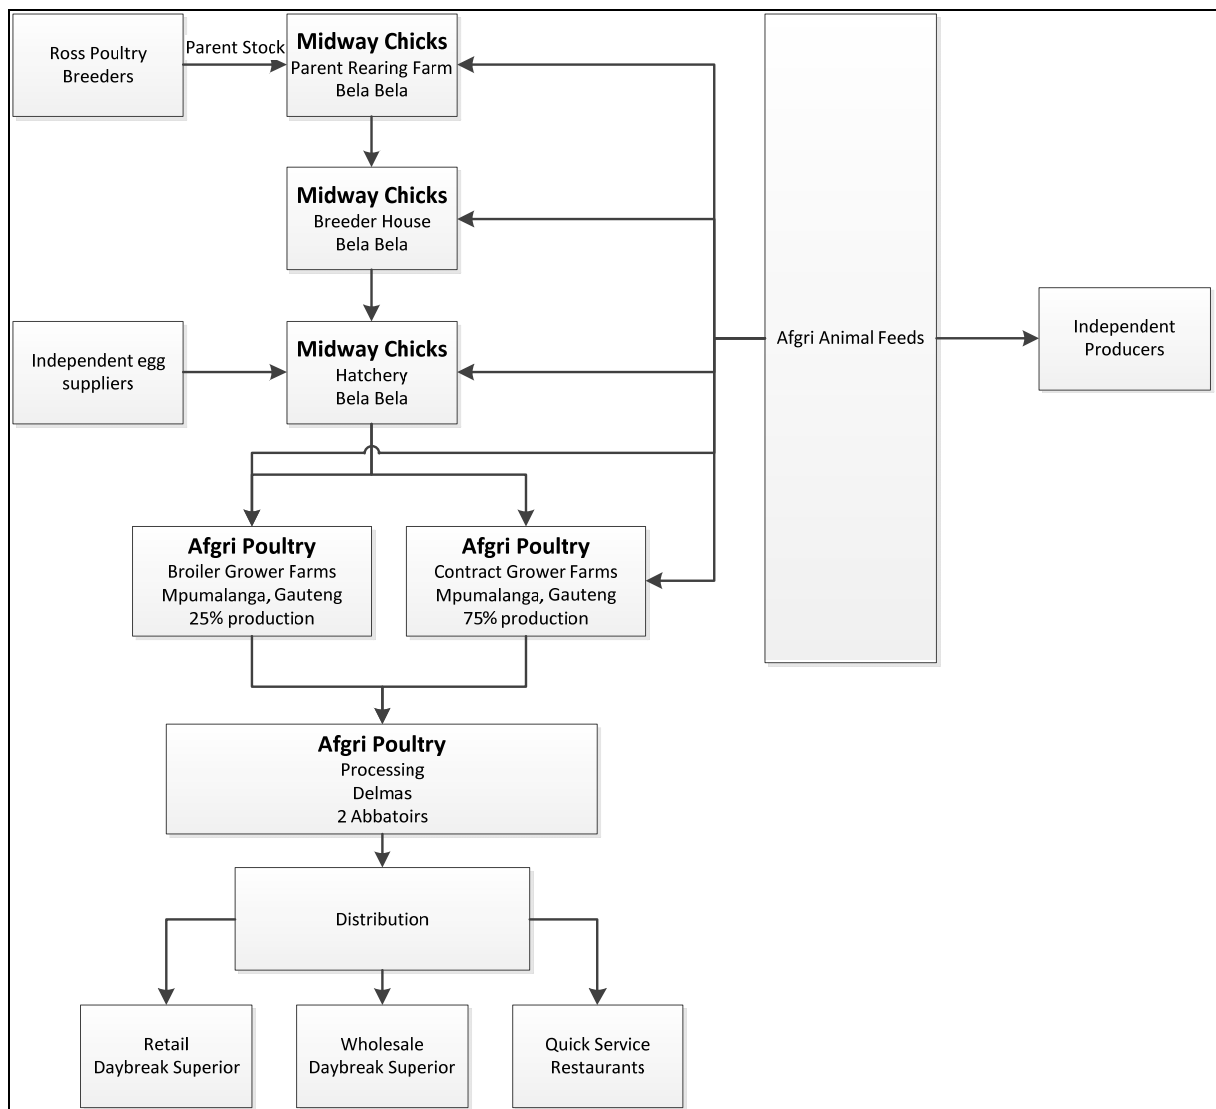 Ross Poultry
Breeders
Parent Stock
Midway Chicks
Parent Rearing Farm
Bela Bela
Midway Chicks
Breeder House
Bela Bela
Independent egg
suppliers
Midway Chicks
Hatchery
Bela Bela
Afgri Animal Feeds
Independent
Producers
Afgri Poultry
Broiler Grower Farms
Mpumalanga, Gauteng
25% production
Afgri Poultry
Contract Grower Farms
Mpumalanga, Gauteng
75% production
Afgri Poultry
Processing
Delmas
2 Abbatoirs
Distribution
Retail
Daybreak Superior
Wholesale
Daybreak Superior
Quick Service
Restaurants